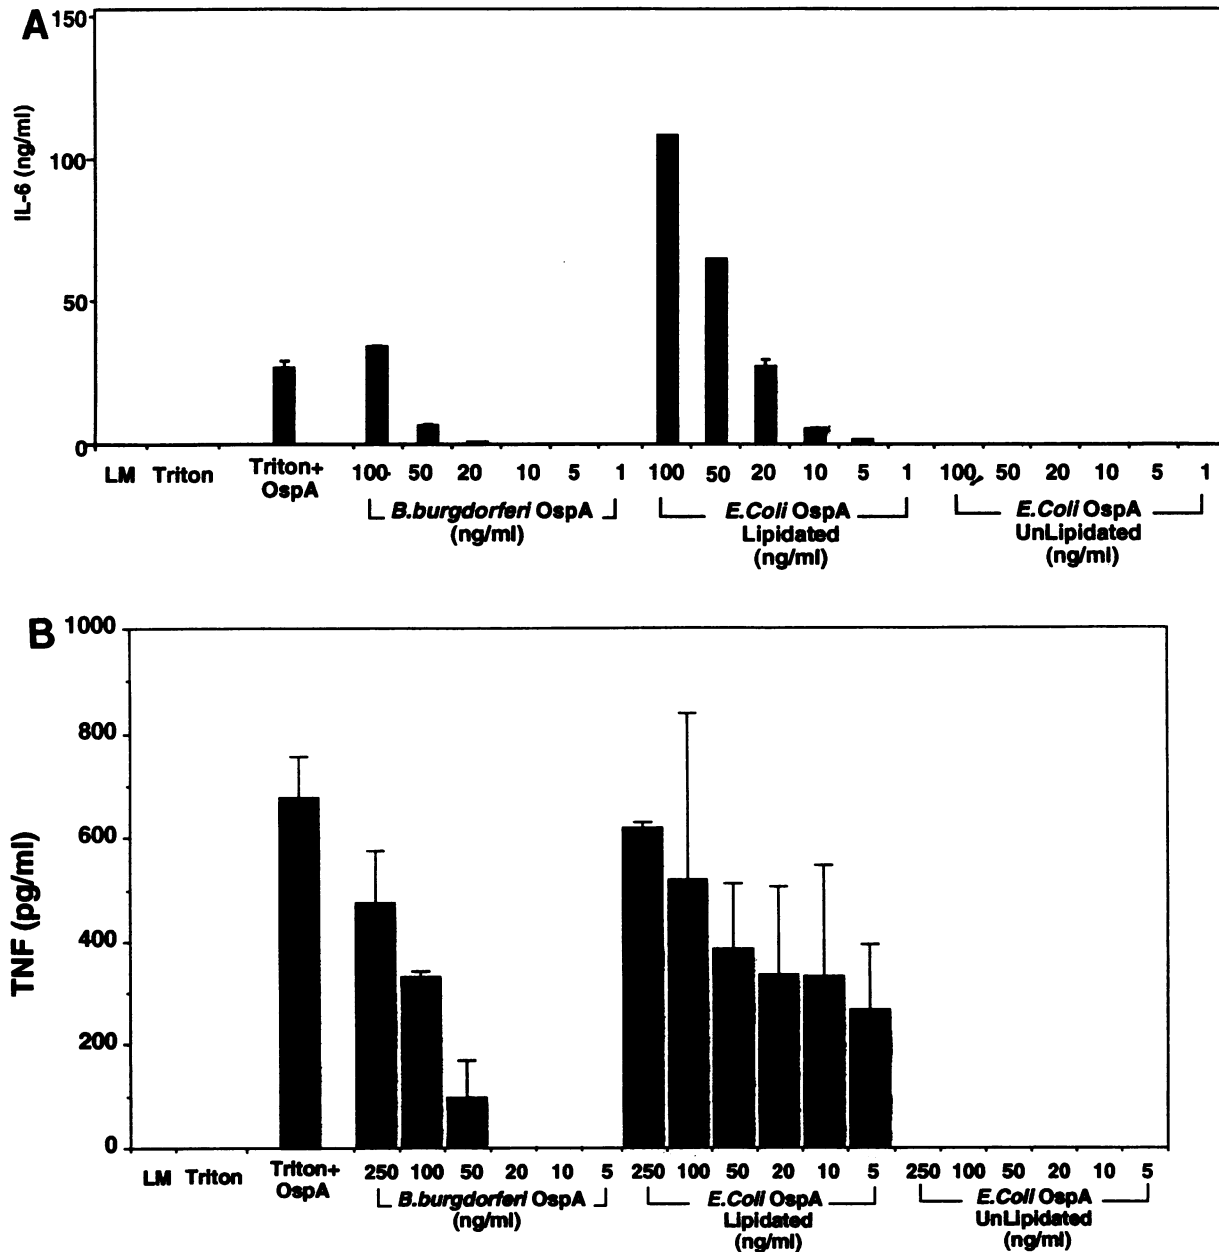 A
150
100
50
0
IL-6 (ng/ml)
LM Triton Triton+ OspA 100 50 20 10 5 1 100 50 20 10 5 1 100 50 20 10 5 1
B.burgdorferi OspA
(ng/ml)
E.Coli OspA
Lipidated
(ng/ml)
E.Coli OspA
UnLipidated
(ng/ml)
B
1000
800
600
400
200
0
TNF (pg/ml)
LM Triton Triton+ OspA 250 100 50 20 10 5 250 100 50 20 10 5 250 100 50 20 10 5
B.burgdorferi OspA
(ng/ml)
E.Coli OspA
Lipidated
(ng/ml)
E.Coli OspA
UnLipidated
(ng/ml)